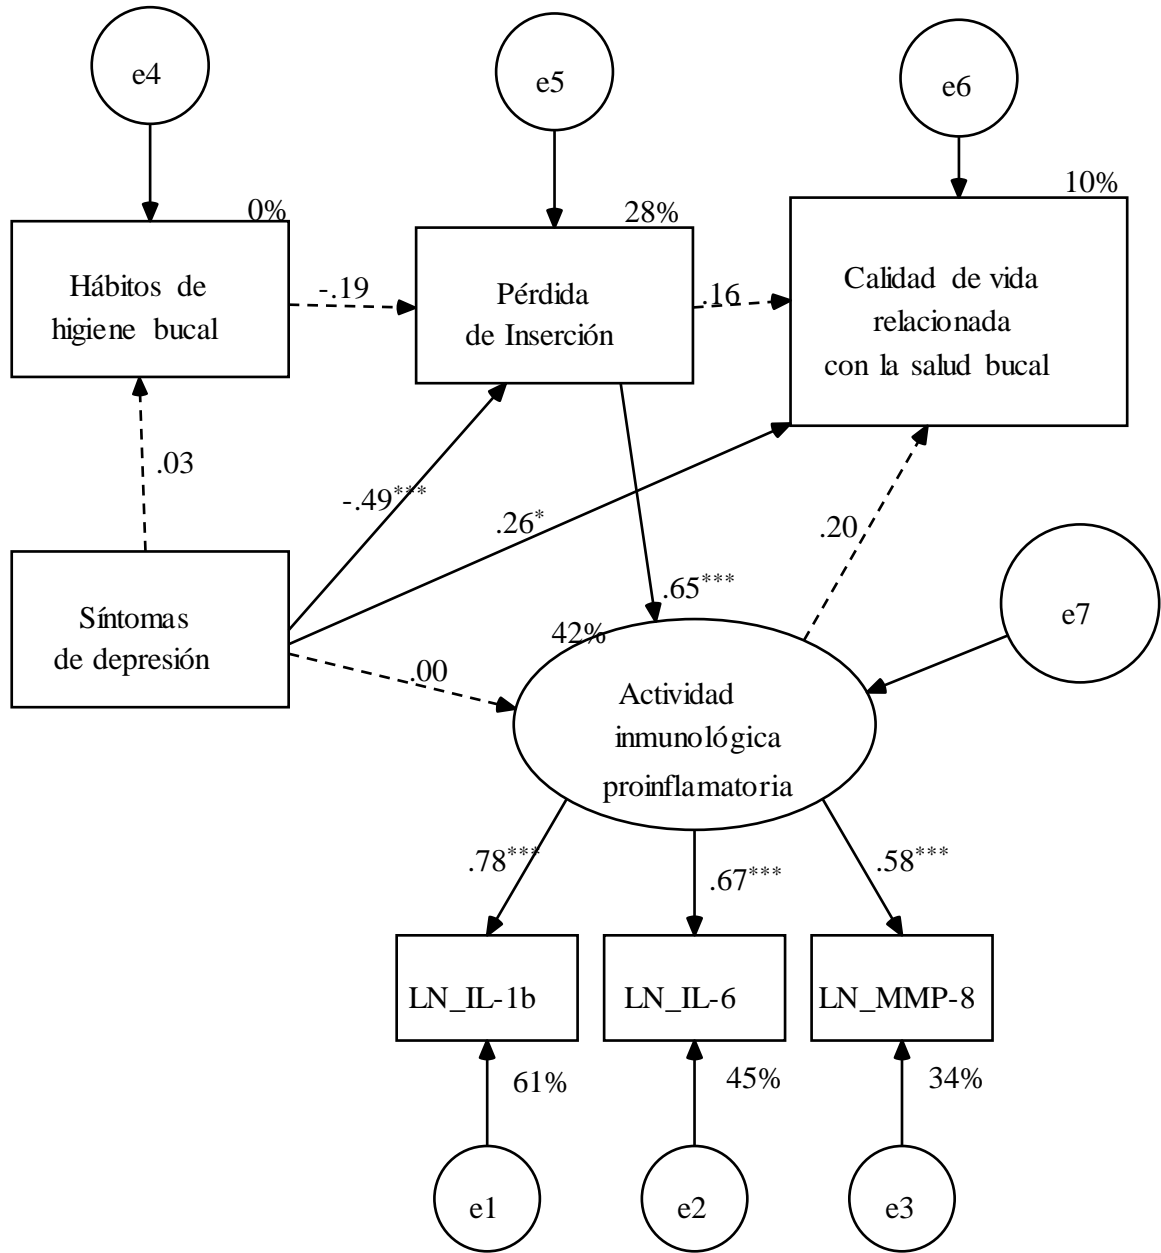 e4
e5
e6
0%
28%
10%
Hábitos de
higiene bucal
-.19
Pérdida
de Inserción
.16
Calidad de vida
relacionada
con la salud bucal
.03
-.49***
.26*
.20
Síntomas
de depresión
.00
.65***
42%
e7
Actividad
inmunológica
proinflamatoria
.78***
.67***
.58***
LN_IL-1b
LN_IL-6
LN_MMP-8
61%
45%
34%
e1
e2
e3